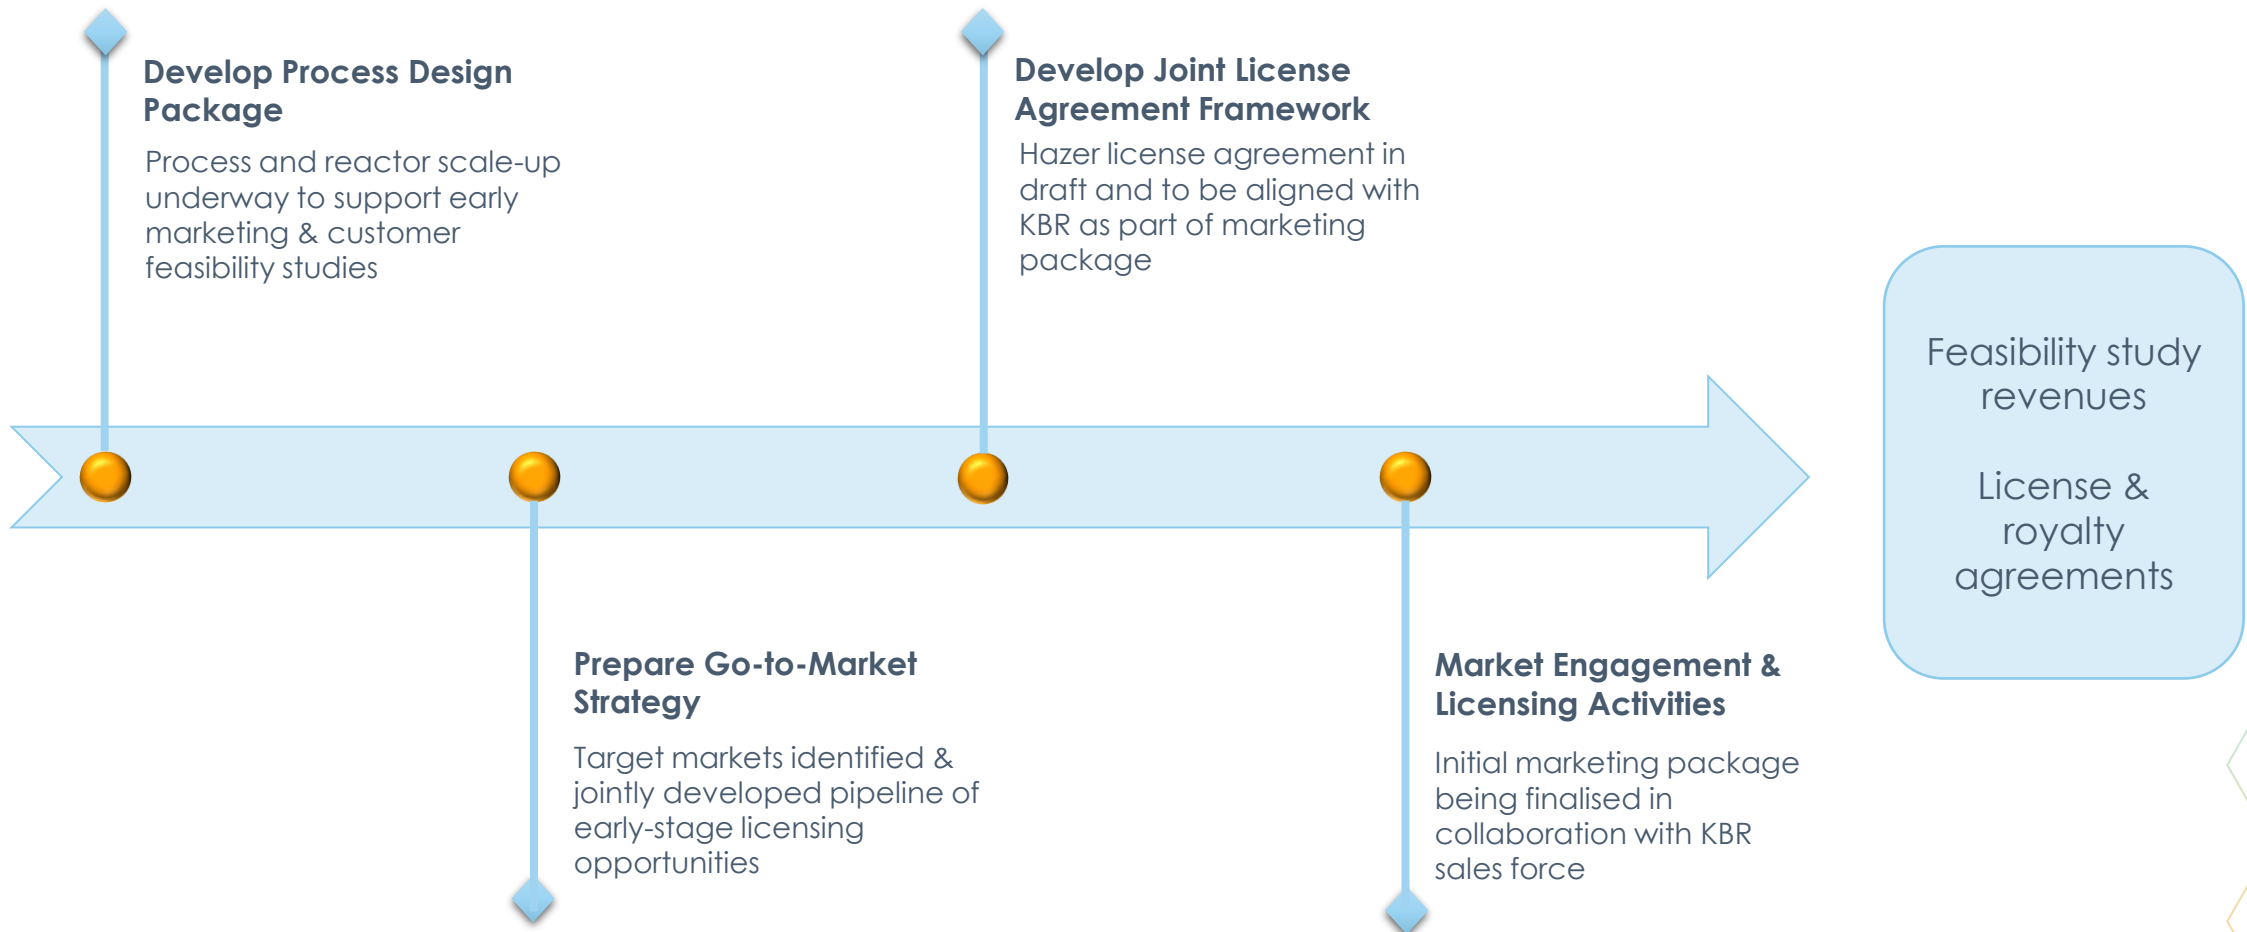 Develop Process Design
Package
Process and reactor scale-up
underway to support early
marketing & customer
feasibility studies
Prepare Go-to-Market
Strategy
Target markets identified &
jointly developed pipeline of
early-stage licensing
opportunities
Develop Joint License
Agreement Framework
Hazer license agreement in
draft and to be aligned with
KBR as part of marketing
package
Market Engagement &
Licensing Activities
Initial marketing package
being finalised in
collaboration with KBR
sales force
Feasibility study
revenues
License &
royalty
agreements